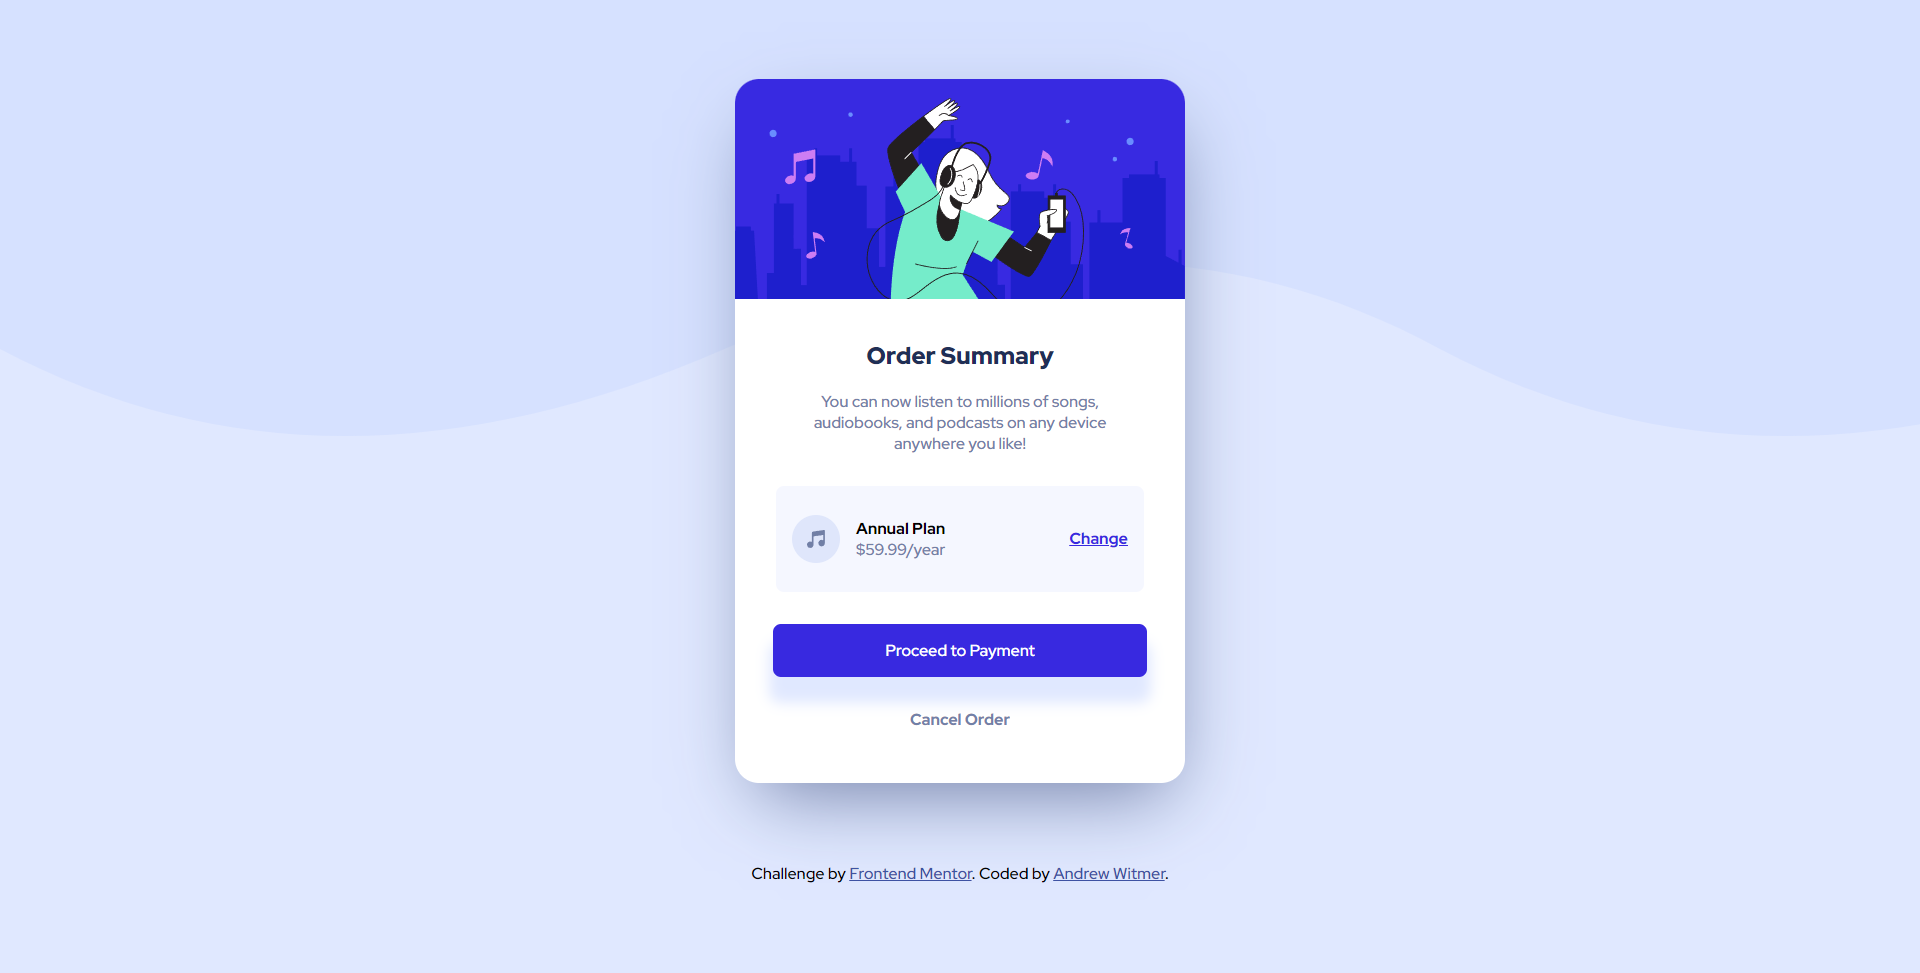 Order Summary
You can now listen to millions of songs,
audiobooks, and podcasts on any device
anywhere you like!
Annual Plan
$59.99/year
Change
Proceed to Payment
Cancel Order
Challenge by Frontend Mentor. Coded by Andrew Witmer.